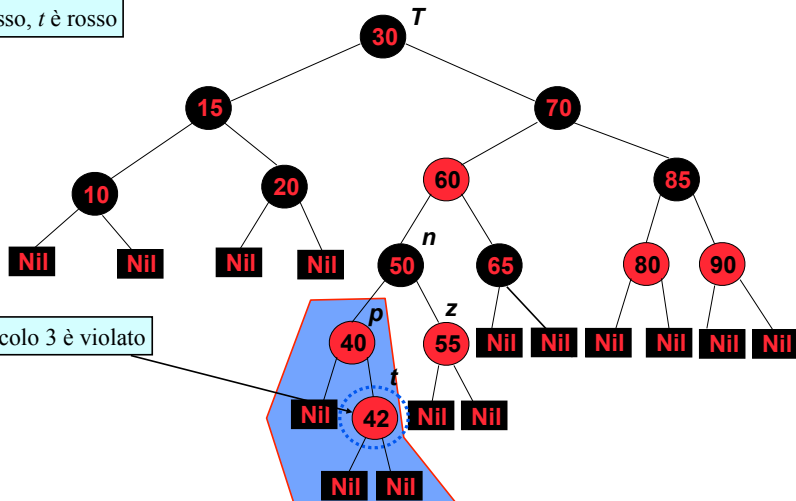 sso, t è rosso
T
30
15
70
10
20
60
85
n
Nil
Nil
Nil
Nil
50
65
80
90
p
z
colo 3 è violato
40
55
Nil
Nil
Nil
Nil
Nil
Nil
t
Nil
42
Nil
Nil
Nil
Nil